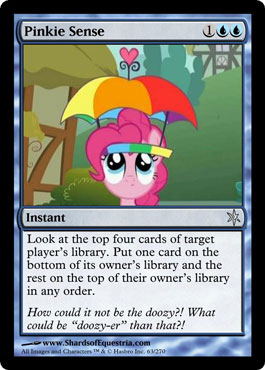 Pinkie Sense 1
Instant
Look at the top four cards of target
player's library. Put one card on the
bottom of its owner's library and the
rest on the top of their owner's library
in any order.
How could it not be the doozy?! What
could be "doozy-er" than that?!
www.ShardsofEquestria.com
All Images and Characters ™ & © Hasbro Inc. 63/270